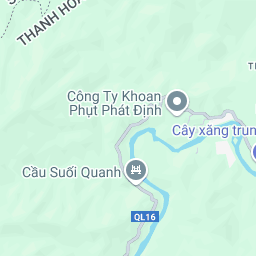 THANH HOÁ
Công Ty Khoan
Phụt Phát Định
Cây xăng trun
Cầu Suối Quanh
QL16